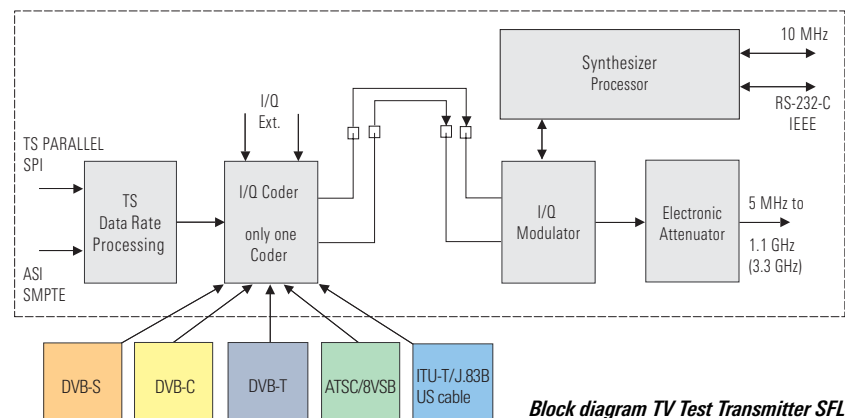 10 MHz
Synthesizer
Processor
RS-232-C
IEEE
I/Q
Ext.
TS PARALLEL
SPI
TS
Data Rate
Processing
ASI
SMPTE
I/Q Coder
only one
Coder
I/Q
Modulator
Electronic
Attenuator
5 MHz to
1.1 GHz
(3.3 GHz)
DVB-S
DVB-C
DVB-T
ATSC/8VSB
ITU-T/J.83B
US cable
Block diagram TV Test Transmitter SFL